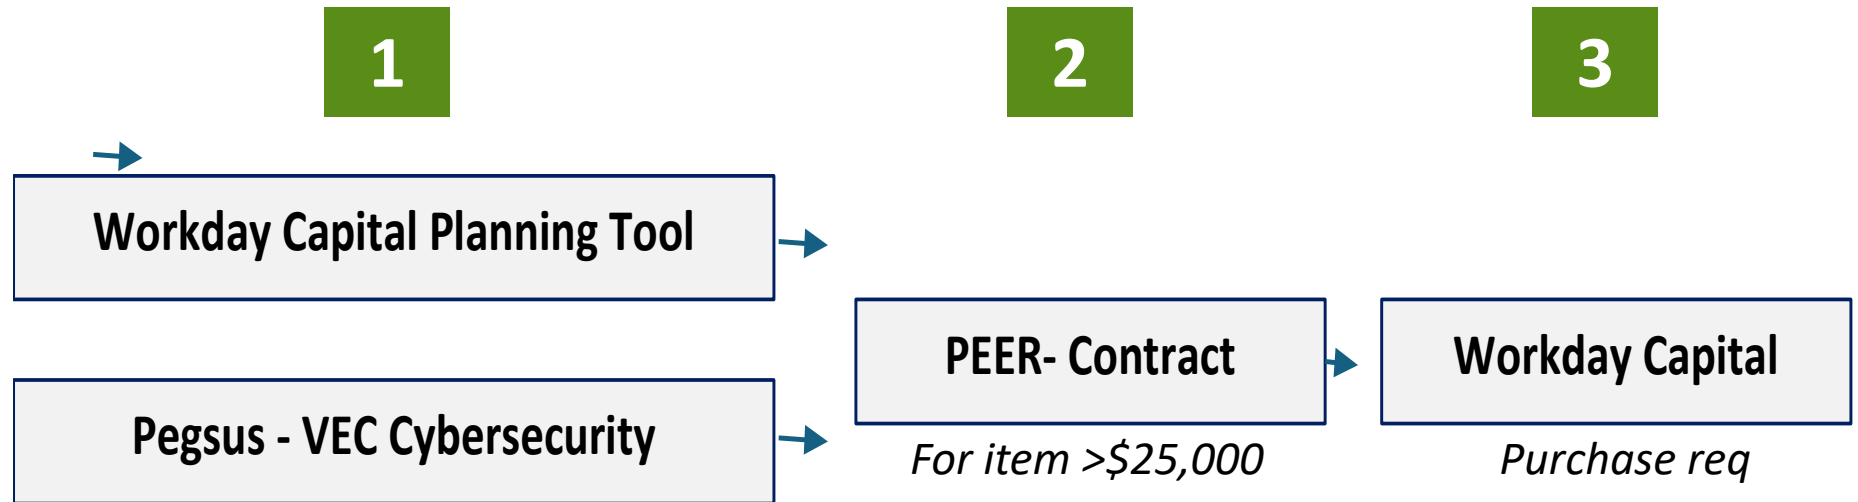 1
2
3
Workday Capital Planning Tool
PEER- Contract
Workday Capital
Pegsus - VEC Cybersecurity
For item >$25,000
Purchase req